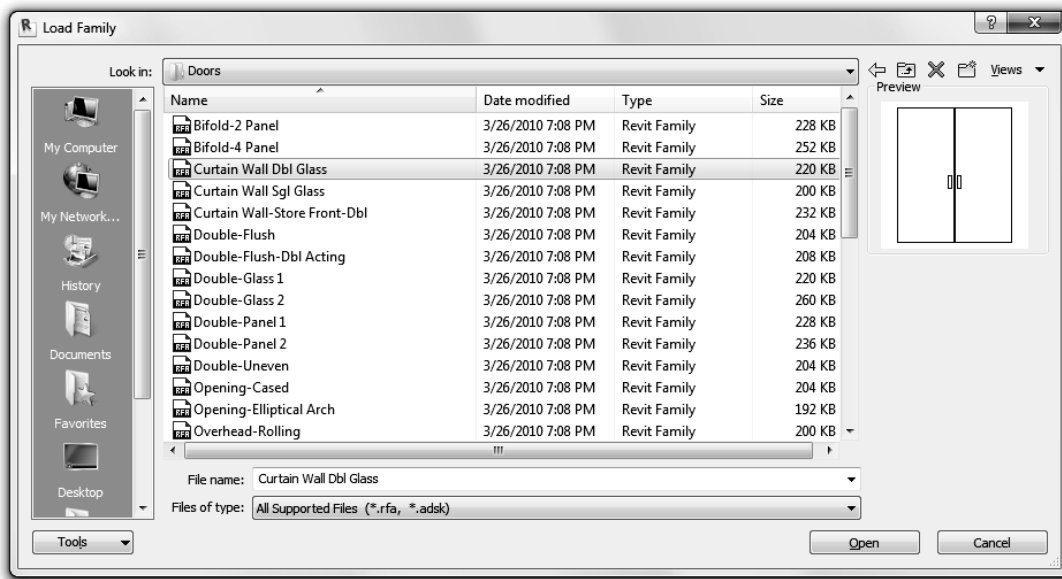 Load Family
Look in: Doors Views
Preview
Name Date modified Type Size
Bifold-2 Panel 3/26/2010 7:08 PM Revit Family 228 KB
Bifold-4 Panel 3/26/2010 7:08 PM Revit Family 252 KB
Curtain Wall Dbl Glass 3/26/2010 7:08 PM Revit Family 220 KB
Curtain Wall Sgl Glass 3/26/2010 7:08 PM Revit Family 200 KB
Curtain Wall-Store Front-Dbl 3/26/2010 7:08 PM Revit Family 232 KB
Double-Flush 3/26/2010 7:08 PM Revit Family 204 KB
Double-Flush-Dbl Acting 3/26/2010 7:08 PM Revit Family 208 KB
Double-Glass 1 3/26/2010 7:08 PM Revit Family 220 KB
Double-Glass 2 3/26/2010 7:08 PM Revit Family 260 KB
Double-Panel 1 3/26/2010 7:08 PM Revit Family 228 KB
Double-Panel 2 3/26/2010 7:08 PM Revit Family 236 KB
Double-Uneven 3/26/2010 7:08 PM Revit Family 204 KB
Opening-Cased 3/26/2010 7:08 PM Revit Family 204 KB
Opening-Elliptical Arch 3/26/2010 7:08 PM Revit Family 192 KB
Overhead-Rolling 3/26/2010 7:08 PM Revit Family 200 KB
My Computer
My Network...
History
Documents
Favorites
Desktop
File name: Curtain Wall Dbl Glass
Files of type: All Supported Files (*.rfa, *.adsk)
Tools Open Cancel